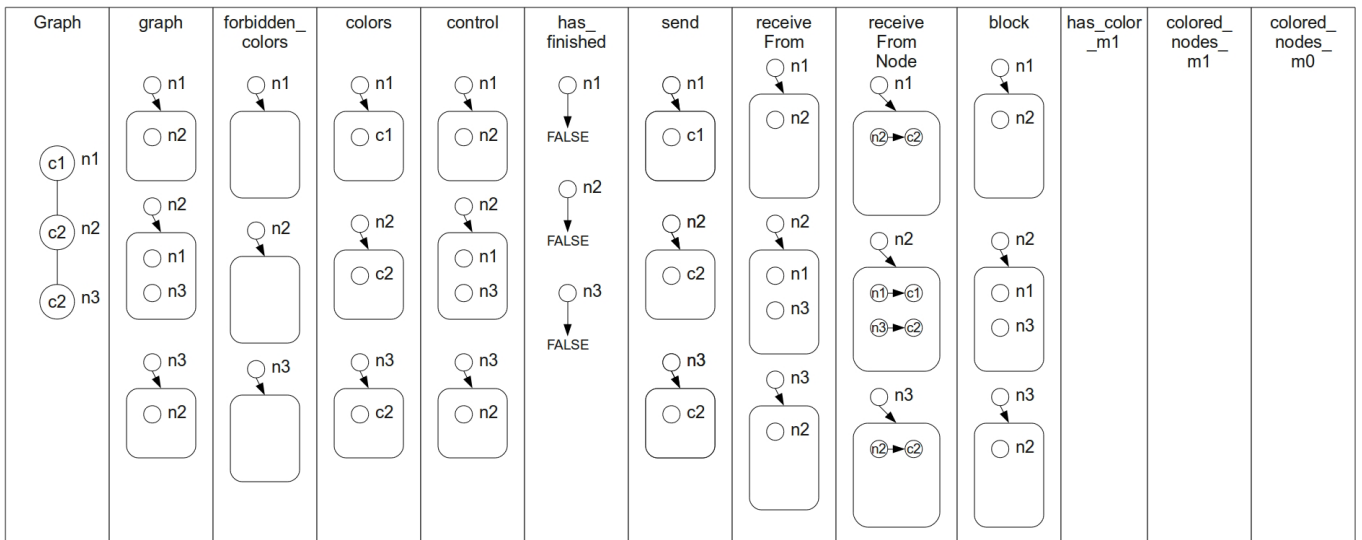 Graph
graph
forbidden_
colors
colors
control
has_
finished
send
receive
From
receive
From
Node
block
has_color
_m1
colored_
nodes_
m1
colored_
nodes_
m0
c1 n1
c2 n2
c2 n3
n1
n2
n2
n1
n3
n3
n2
n1
n2
n3
n1
c1
n2
c2
n3
c2
n1
n2
n2
n1
n3
n3
n2
n1
FALSE
n2
FALSE
n3
FALSE
n1
c1
n2
c2
n3
c2
n1
n2
n2
n1
n3
n3
n2
n1
n2 c2
n2
n1 c1
n3 c2
n3
n2 c2
n1
n2
n2
n1
n3
n3
n2